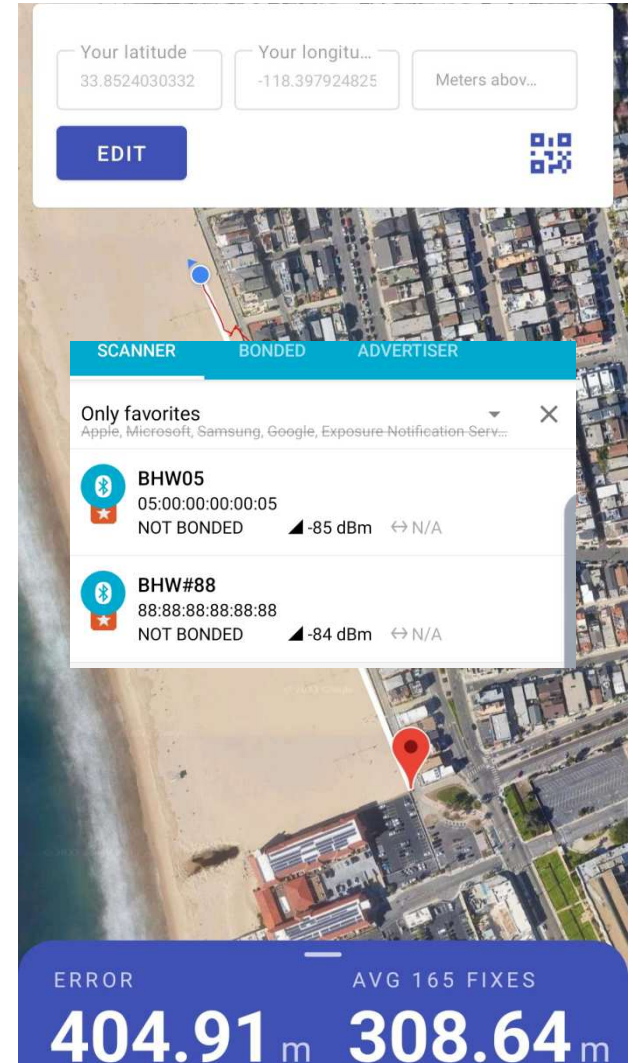 Your latitude
Your longitu...
33.8524030332
-118.397924825
Meters abov...
EDIT
SCANNER BONDED ADVERTISER
Only favorites
Apple, Microsoft, Samsung, Google, Exposure Notification Serv...
BHW05
05:00:00:00:00:05
NOT BONDED -85 dBm N/A
BHW#88
88:88:88:88:88:88
NOT BONDED -84 dBm N/A
ERROR AVG 165 FIXES
404.91 m 308.64 m